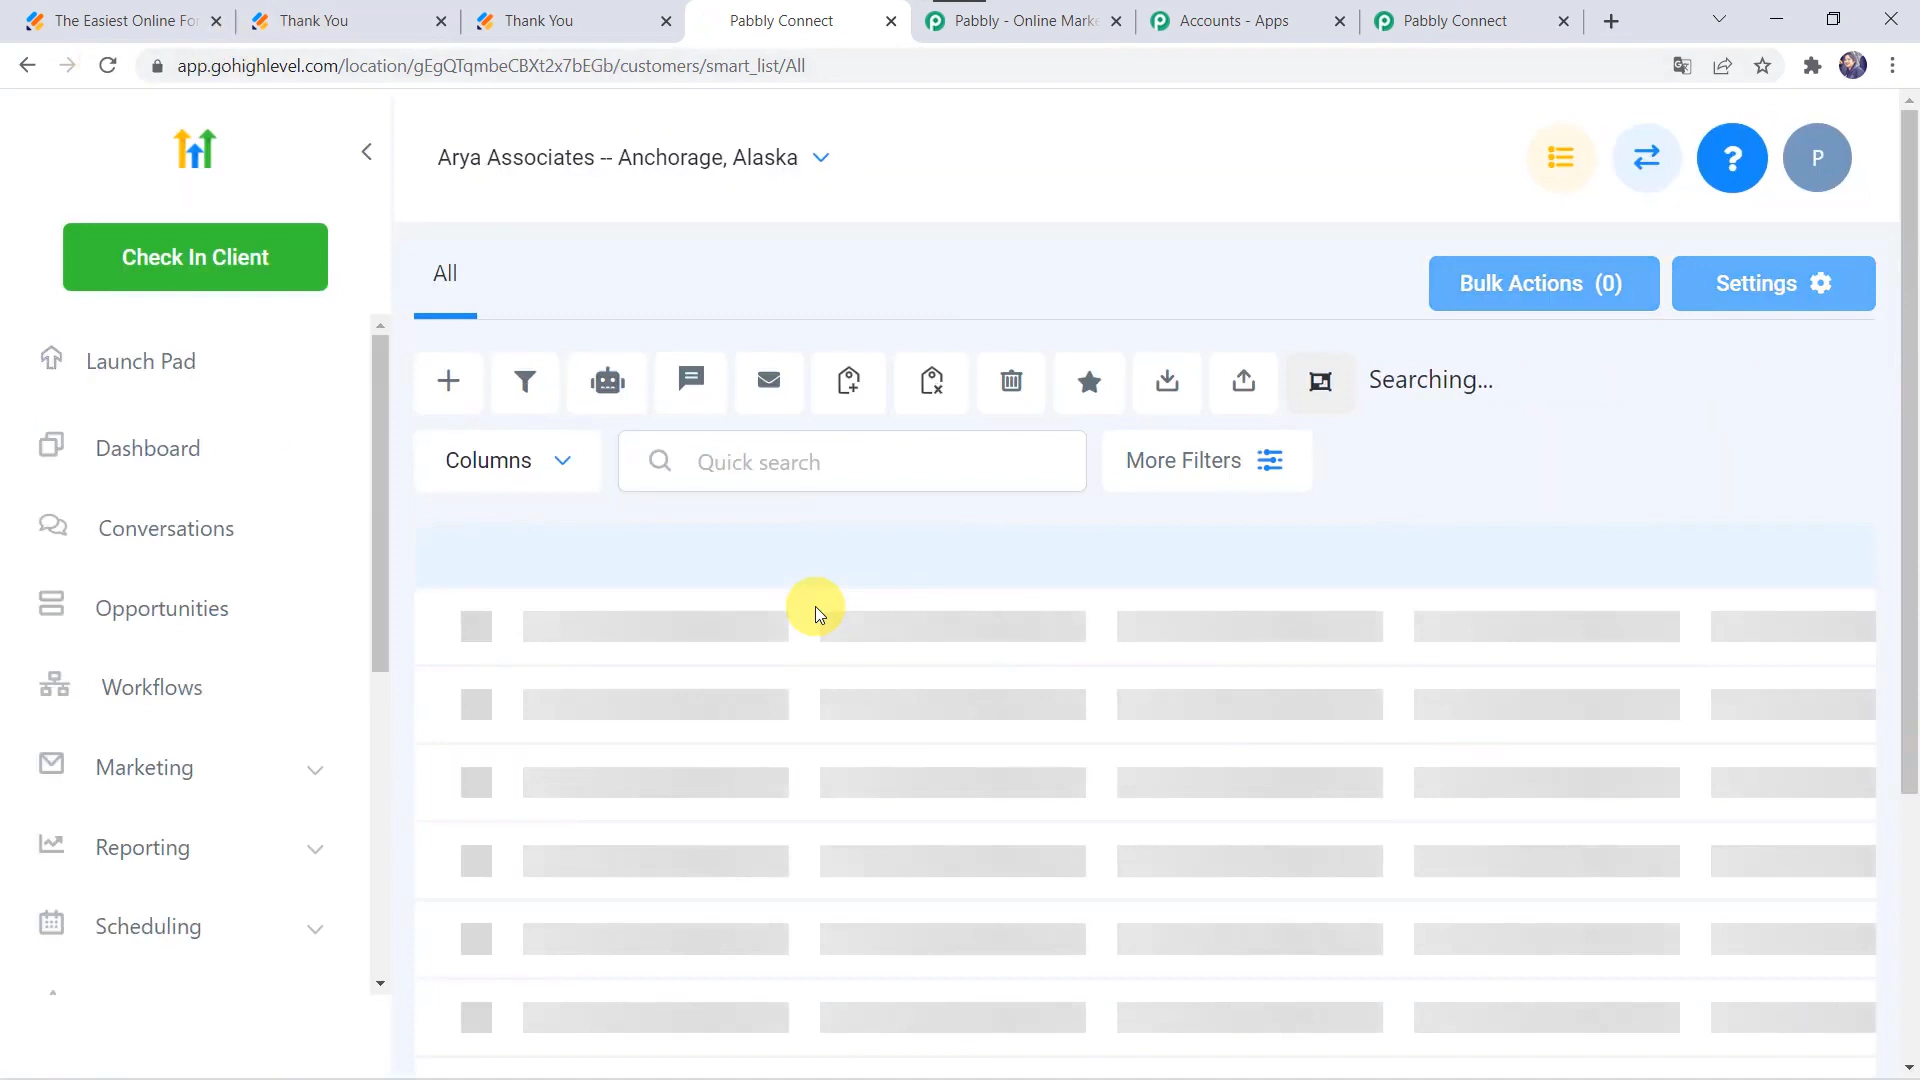 The Easiest Online For
Thank You
Thank You
Pabbly Connect
Pabbly - Online Marke
Accounts - Apps
Pabbly Connect
app.gohighlevel.com/location/gEgQTqmbeCBXt2x7bEGb/customers/smart_list/All
Arya Associates -- Anchorage, Alaska
?
P
Check In Client
All
Bulk Actions (0)
Settings
Launch Pad
Searching...
Dashboard
Columns
Quick search
More Filters
Conversations
Opportunities
Workflows
Marketing
Reporting
Scheduling